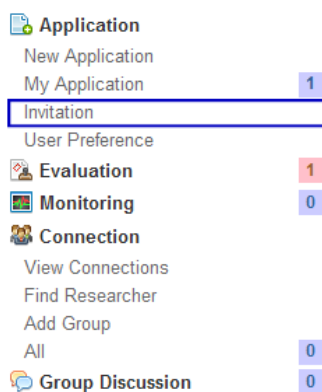 Application
New Application
My Application 1
Invitation
User Preference
Evaluation 1
Monitoring 0
Connection
View Connections
Find Researcher
Add Group
All 0
Group Discussion 0